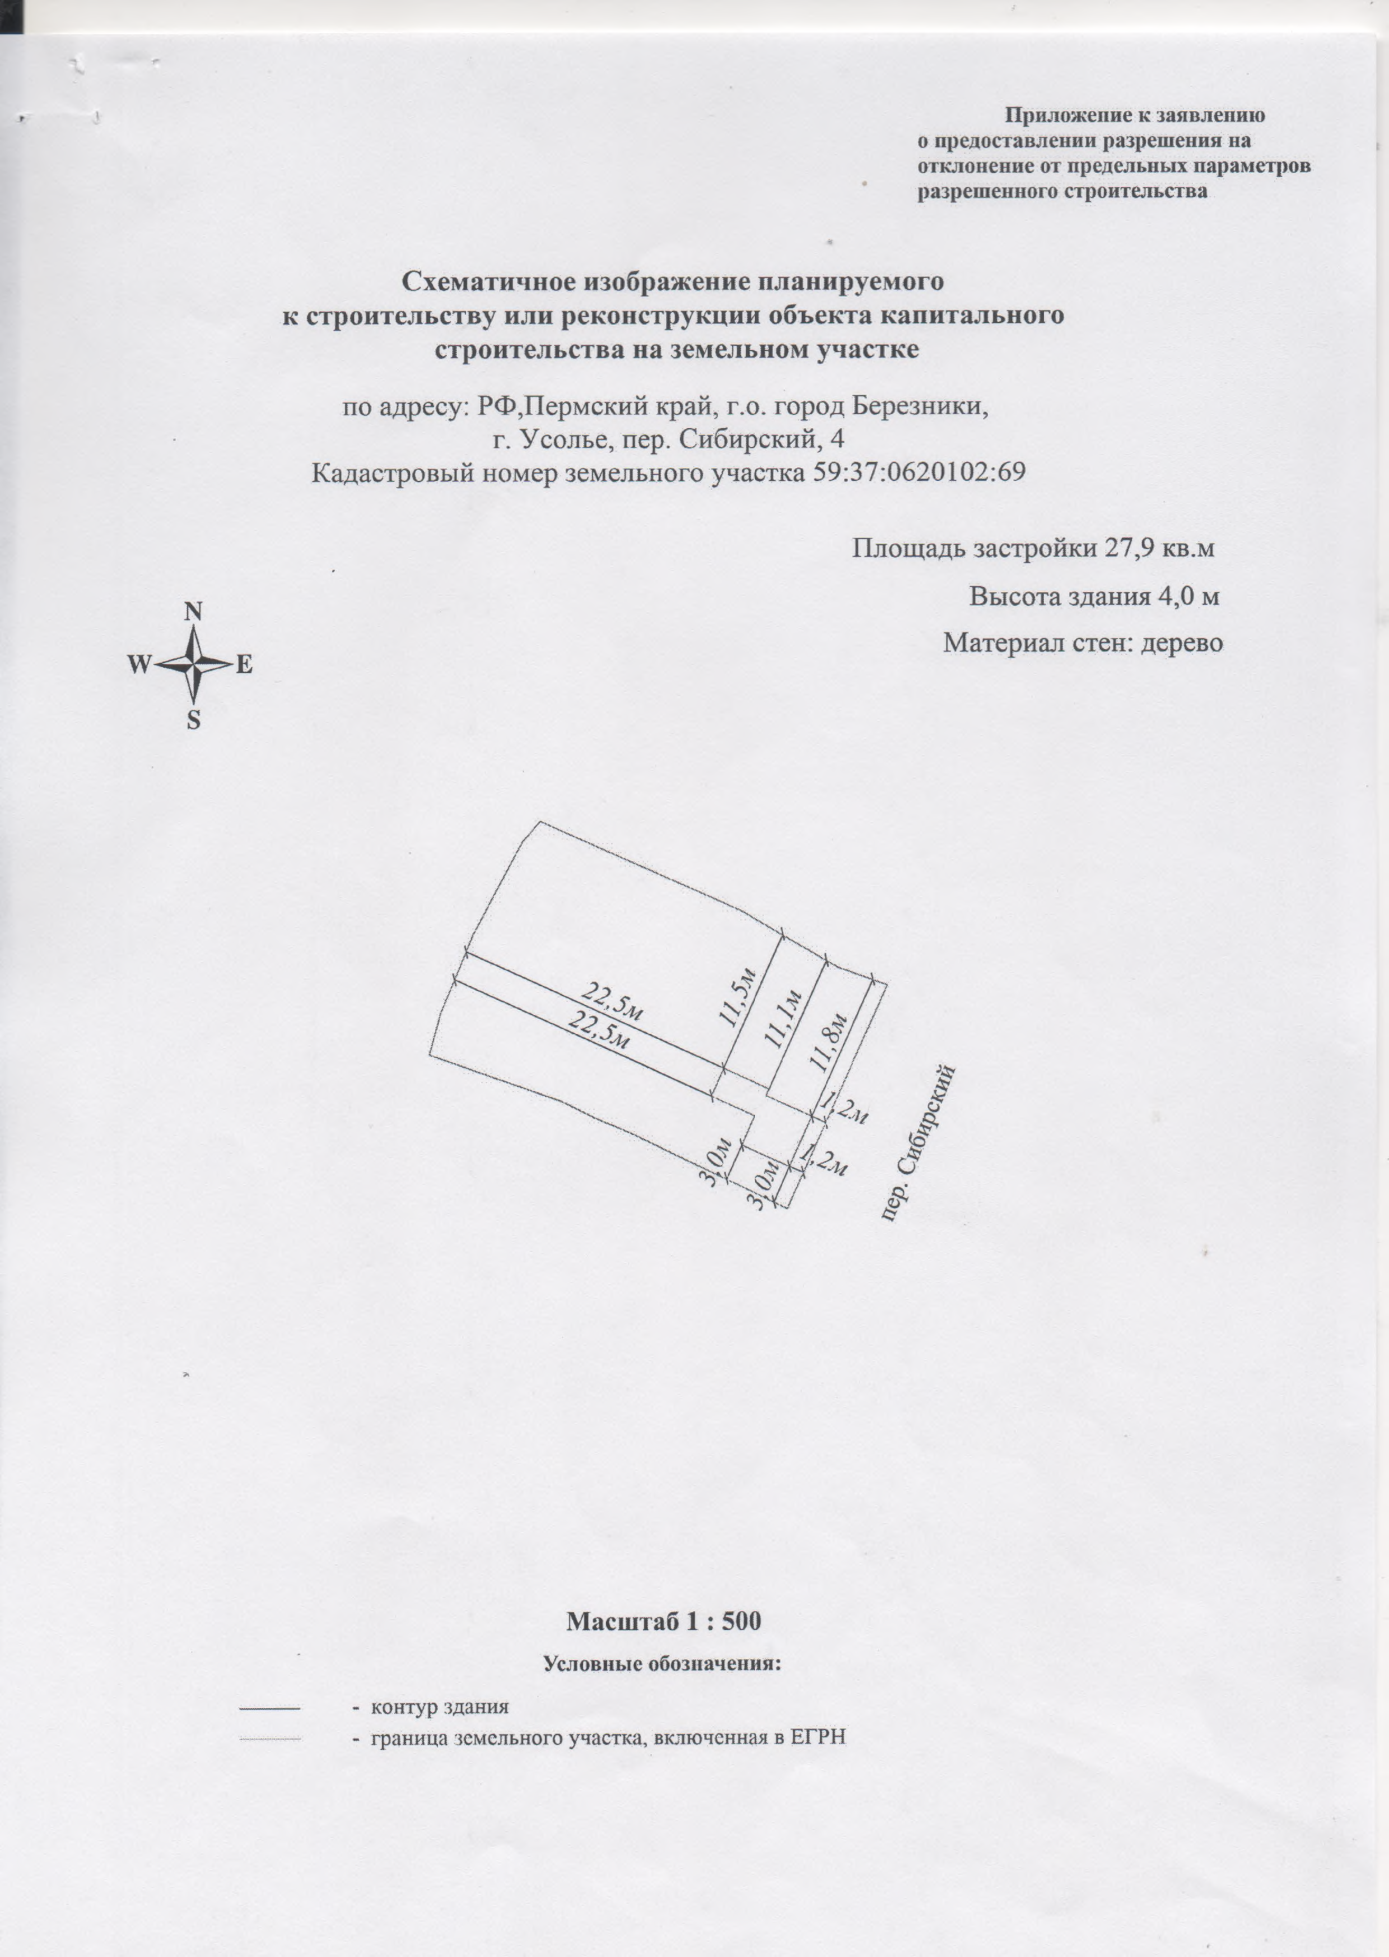 Приложение к заявлению
о предоставлении разрешения на
отклонение от предельных параметров
разрешенного строительства
Схематичное изображение планируемого
к строительству или реконструкции объекта капитального
строительства на земельном участке
по адресу: РФ,Пермский край, г.о. город Березники,
г. Усолье, пер. Сибирский, 4
Кадастровый номер земельного участка 59:37:0620102:69
Площадь застройки 27,9 кв.м
Высота здания 4,0 м
Материал стен: дерево
N
W E
S
22,5м
22,5м
11,5м
11,1м
11,8м
1,2м
1,2м
3,0м
3,0м
пер. Сибирский
Масштаб 1 : 500
Условные обозначения:
- контур здания
- граница земельного участка, включенная в ЕГРН